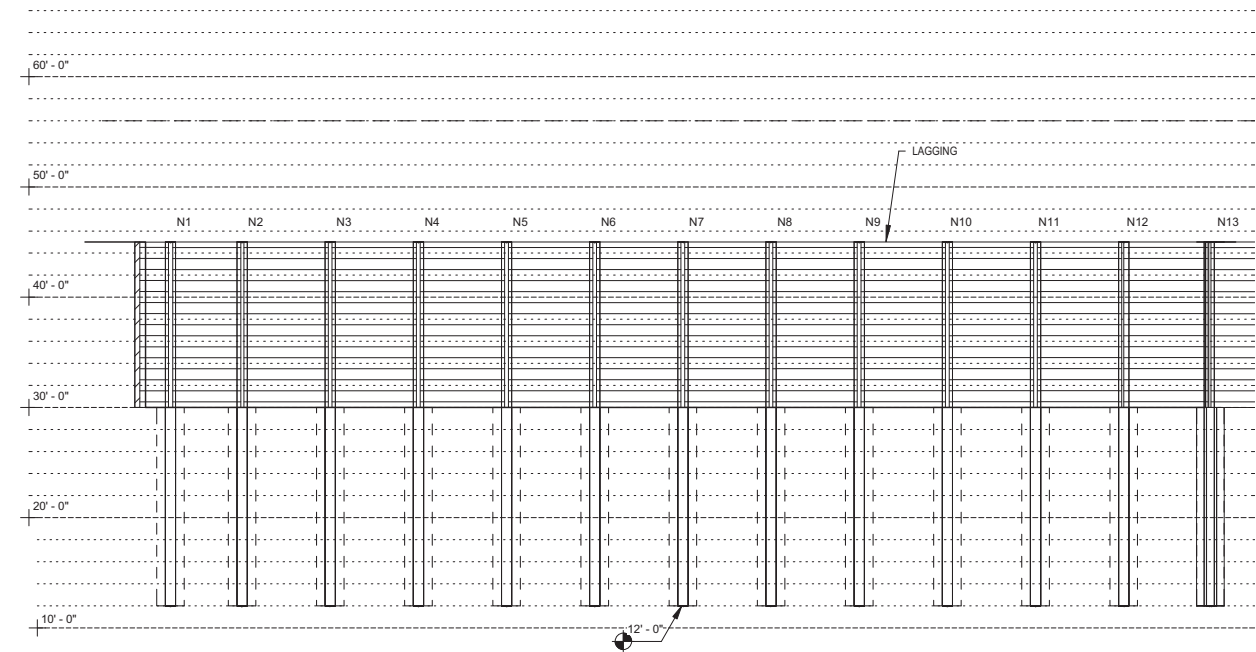 60' - 0"
LAGGING
50' - 0"
N1 N2 N3 N4 N5 N6 N7 N8 N9 N10 N11 N12 N13
40' - 0"
30' - 0"
20' - 0"
10' - 0"
12' - 0"